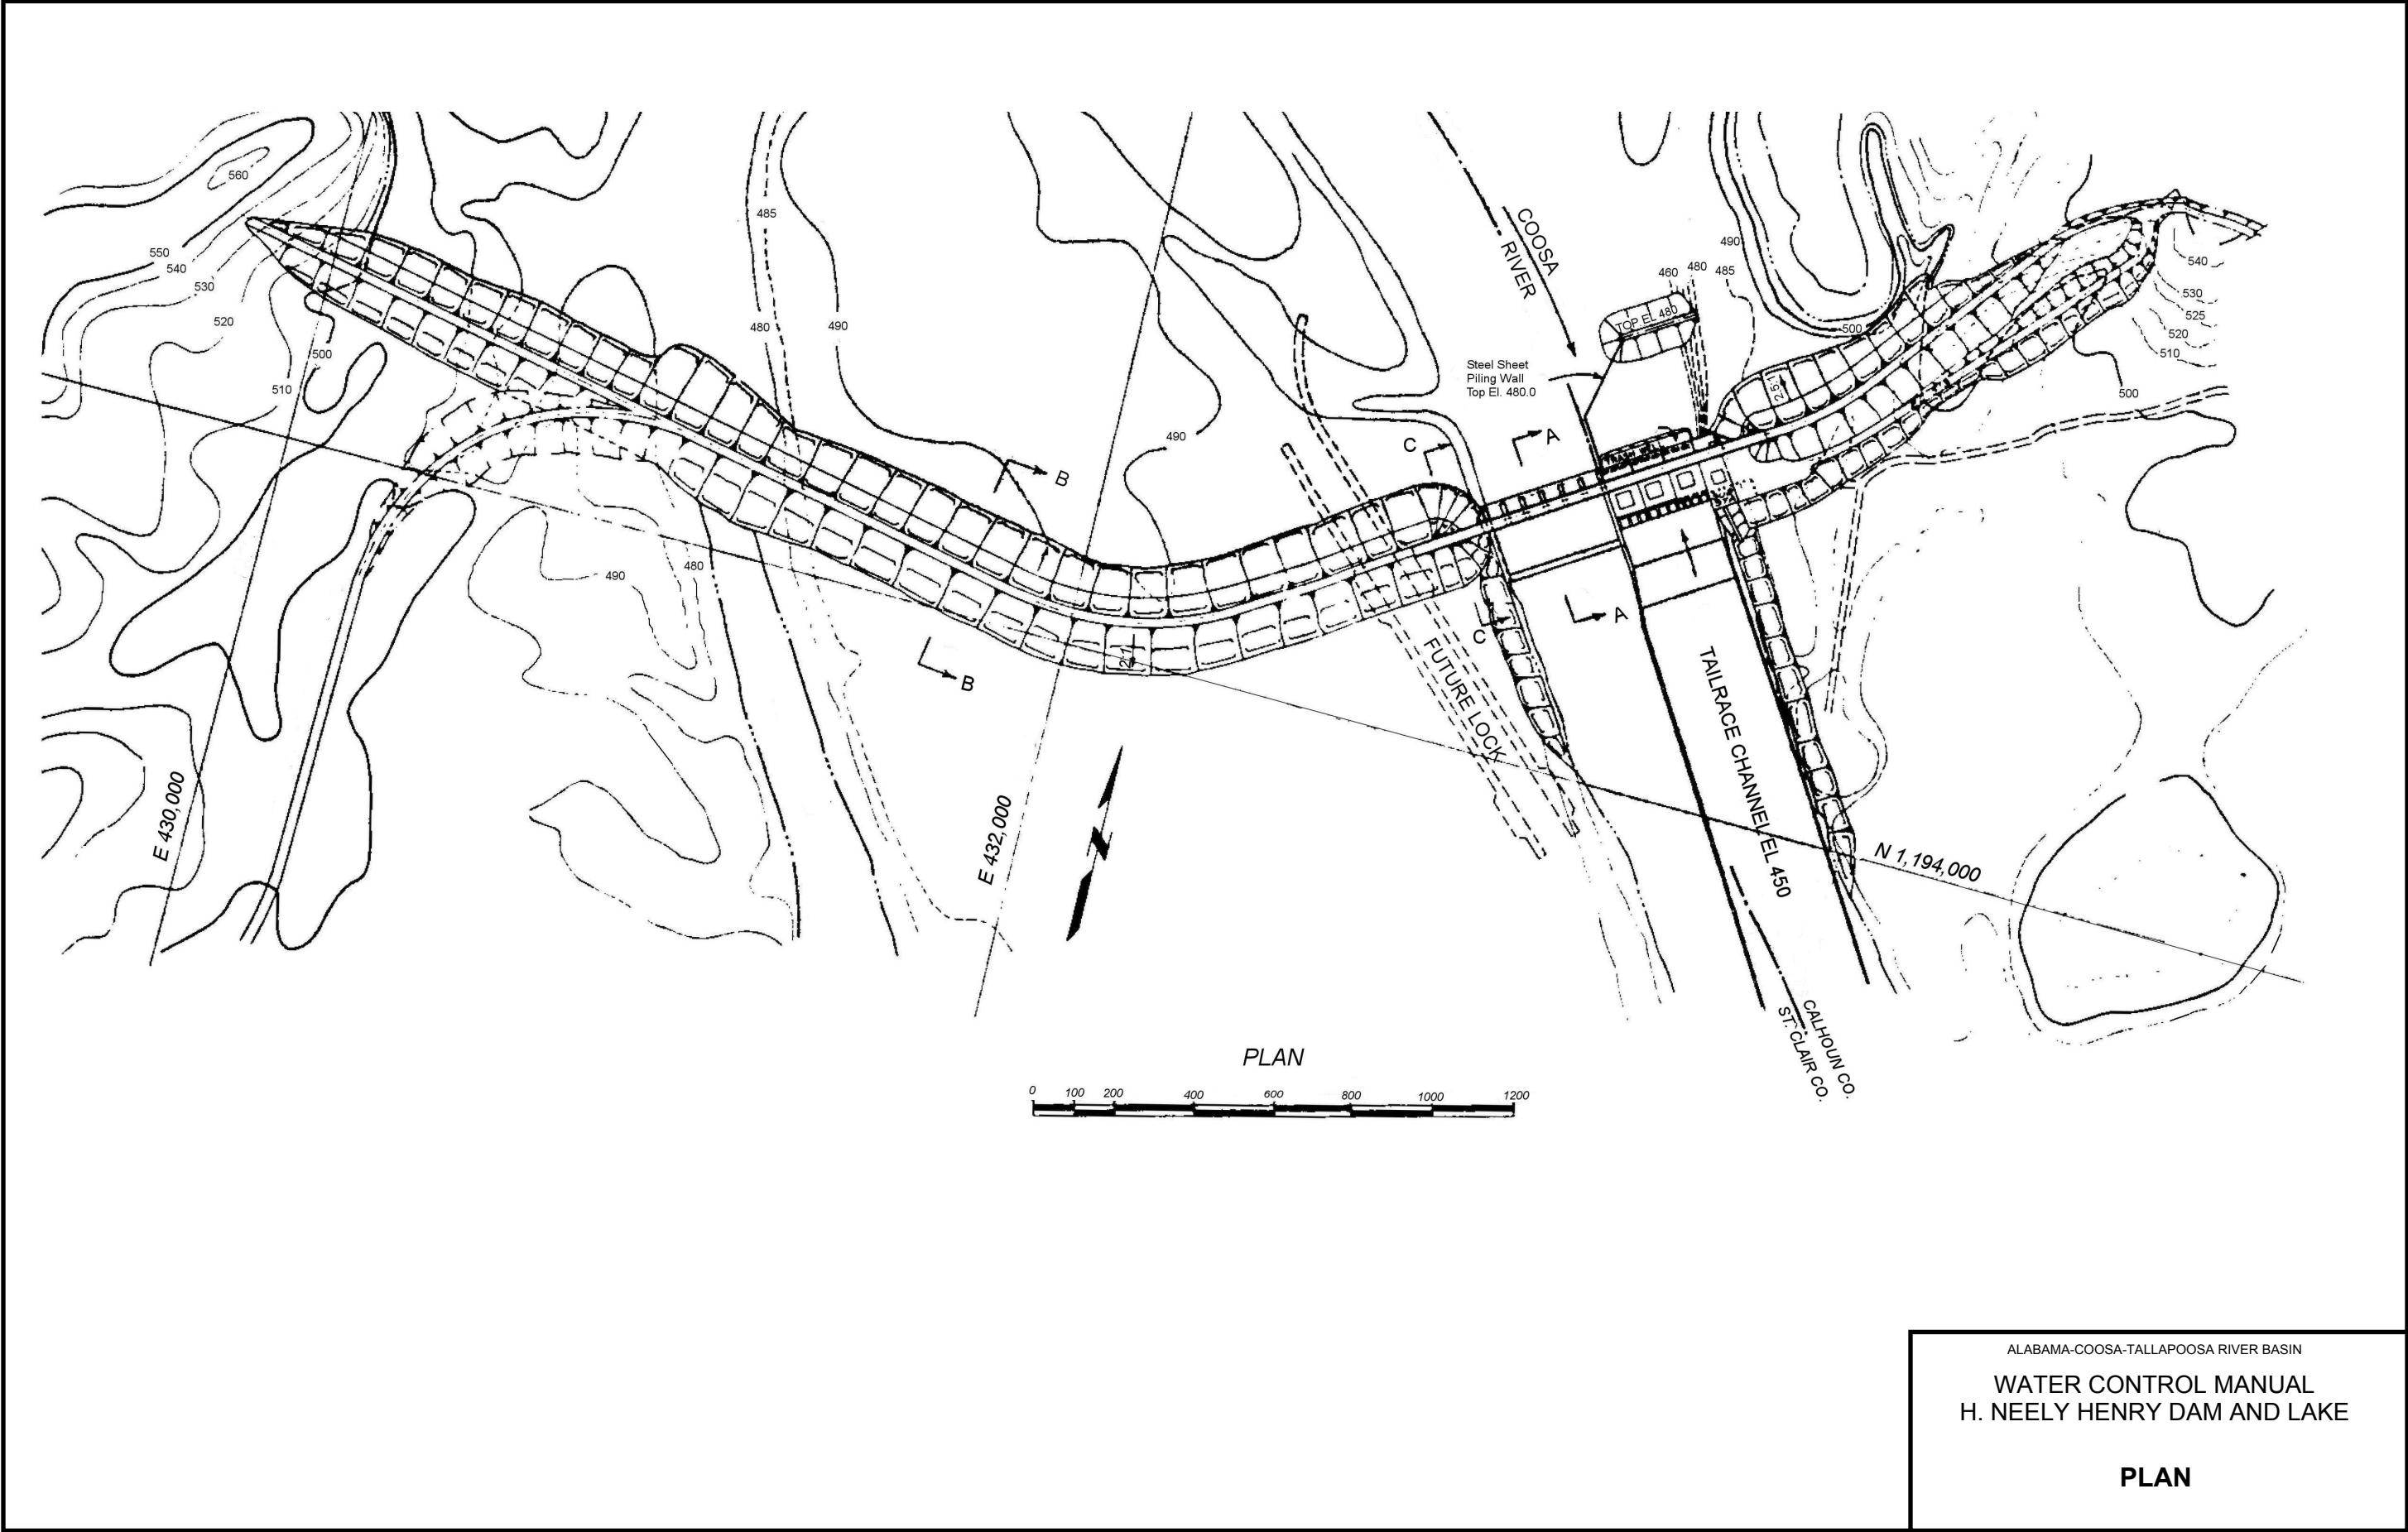 560
550
540
530
520
510
500
485
480
490
COOSA
RIVER
490
460
480
485
TOP EL 480
Steel Sheet
Piling Wall
Top El. 480.0
500
540
530
525
520
510
500
490
C
A
B
TRASH
2.5:1
490
480
B
C
A
FUTURE LOCK
TAILRACE CHANNEL EL 450
E 430,000
E 432,000
N
N 1,194,000
CALHOUN CO.
ST. CLAIR CO.
PLAN
0 100 200 400 600 800 1000 1200
ALABAMA-COOSA-TALLAPOOSA RIVER BASIN
WATER CONTROL MANUAL
H. NEELY HENRY DAM AND LAKE
PLAN